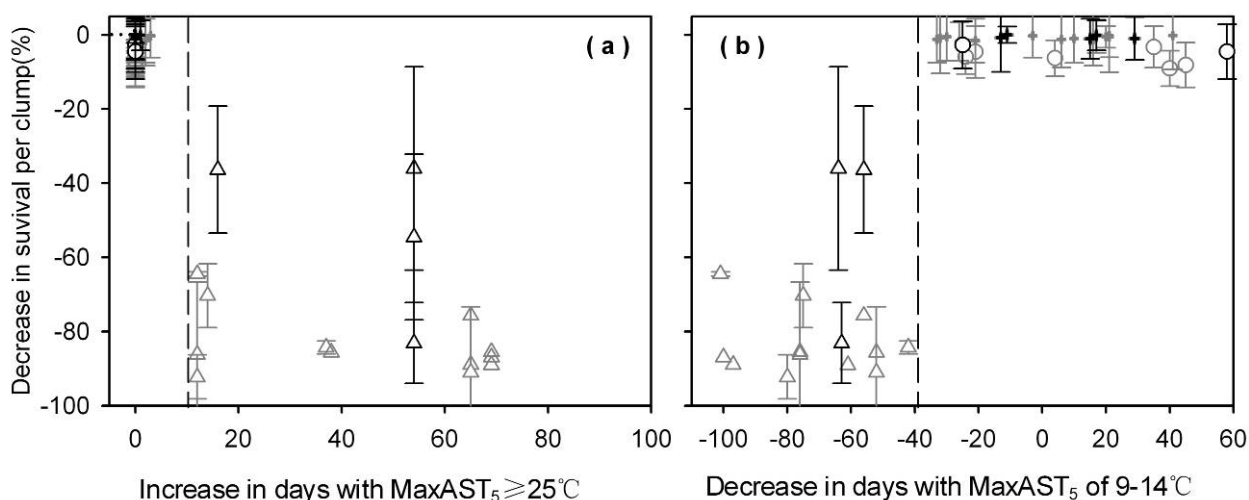 ( a )
( b )
Decrease in suvival per clump(%)
0
-20
-40
-60
-80
-100
0 20 40 60 80 100
-100 -80 -60 -40 -20 0 20 40 60
Increase in days with MaxAST₅≥25℃
Decrease in days with MaxAST₅ of 9-14℃